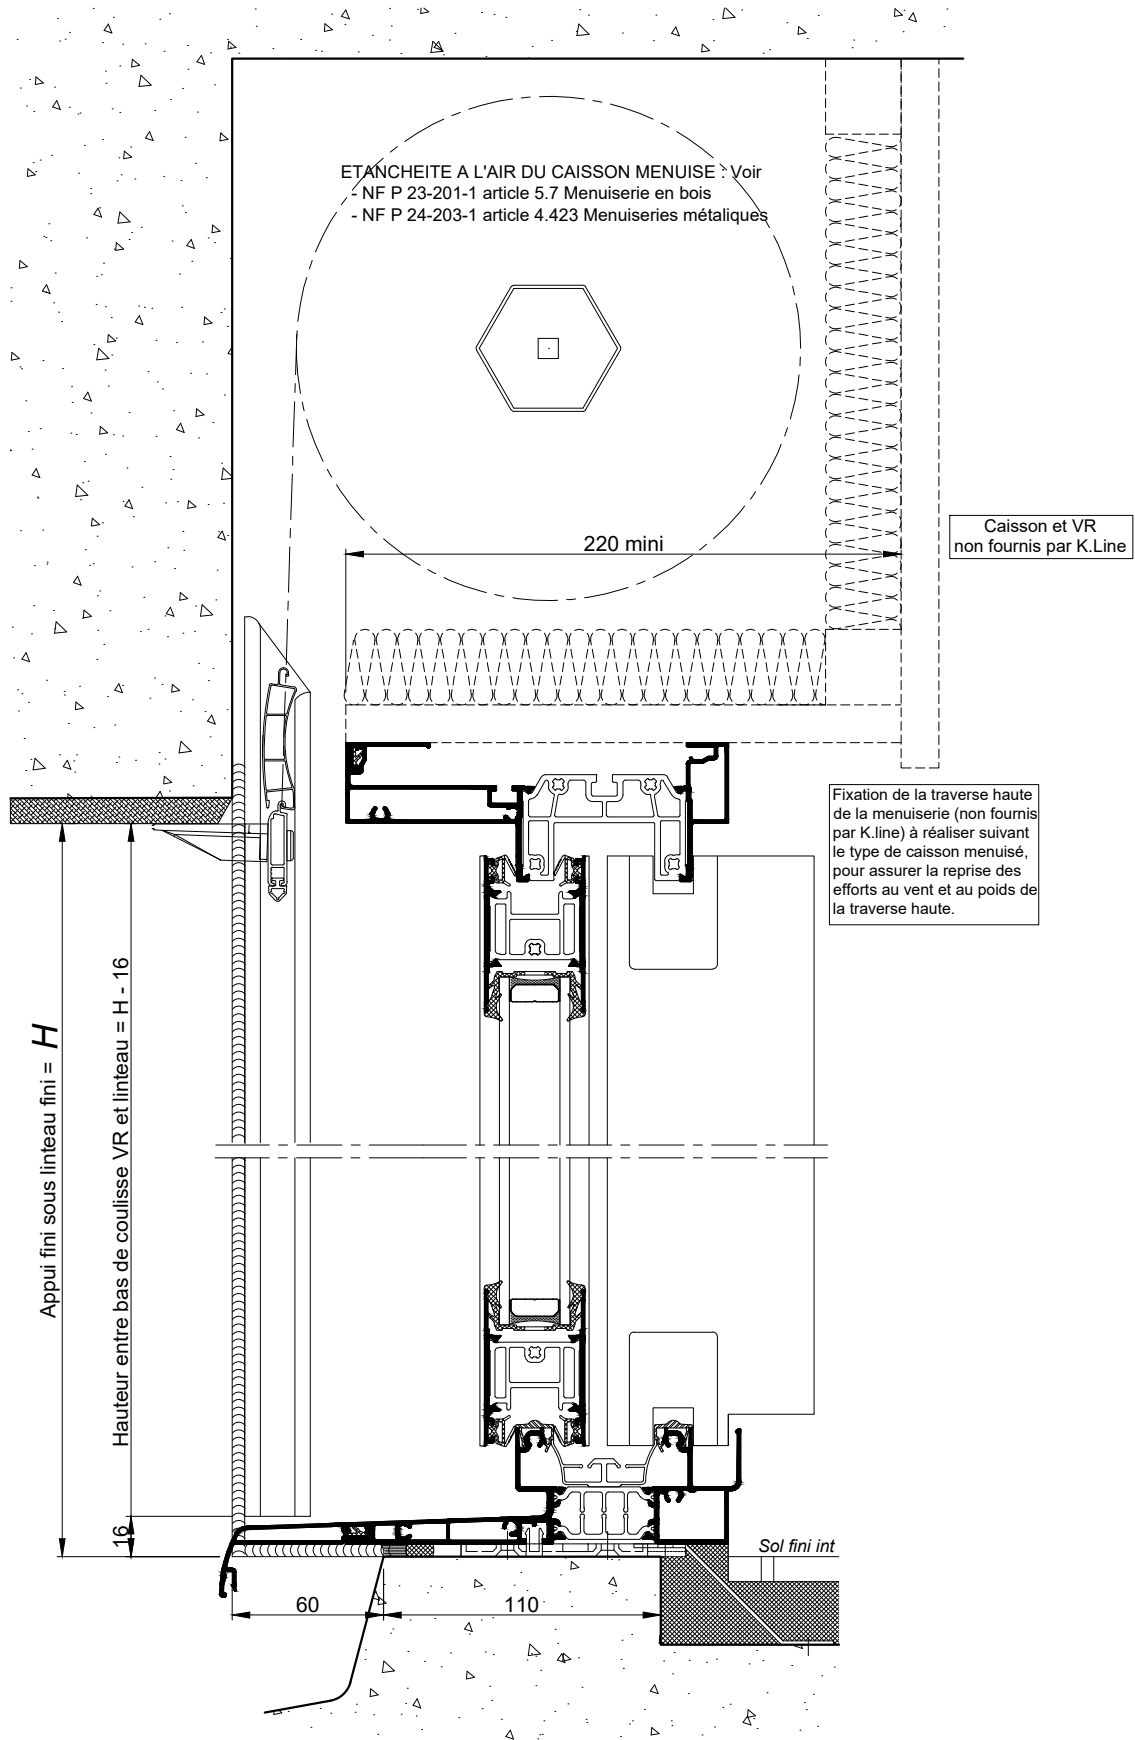 ETANCHEITE A L'AIR DU CAISSON MENUISE : Voir
- NF P 23-201-1 article 5.7 Menuiserie en bois
- NF P 24-203-1 article 4.423 Menuiseries métaliques
220 mini
Caisson et VR
non fournis par K.Line
Fixation de la traverse haute
de la menuiserie (non fournis
par K.line) à réaliser suivant
le type de caisson menuisé,
pour assurer la reprise des
efforts au vent et au poids de
la traverse haute.
Appui fini sous linteau fini = H
Hauteur entre bas de coulisse VR et linteau = H - 16
16
Sol fini int
60
110